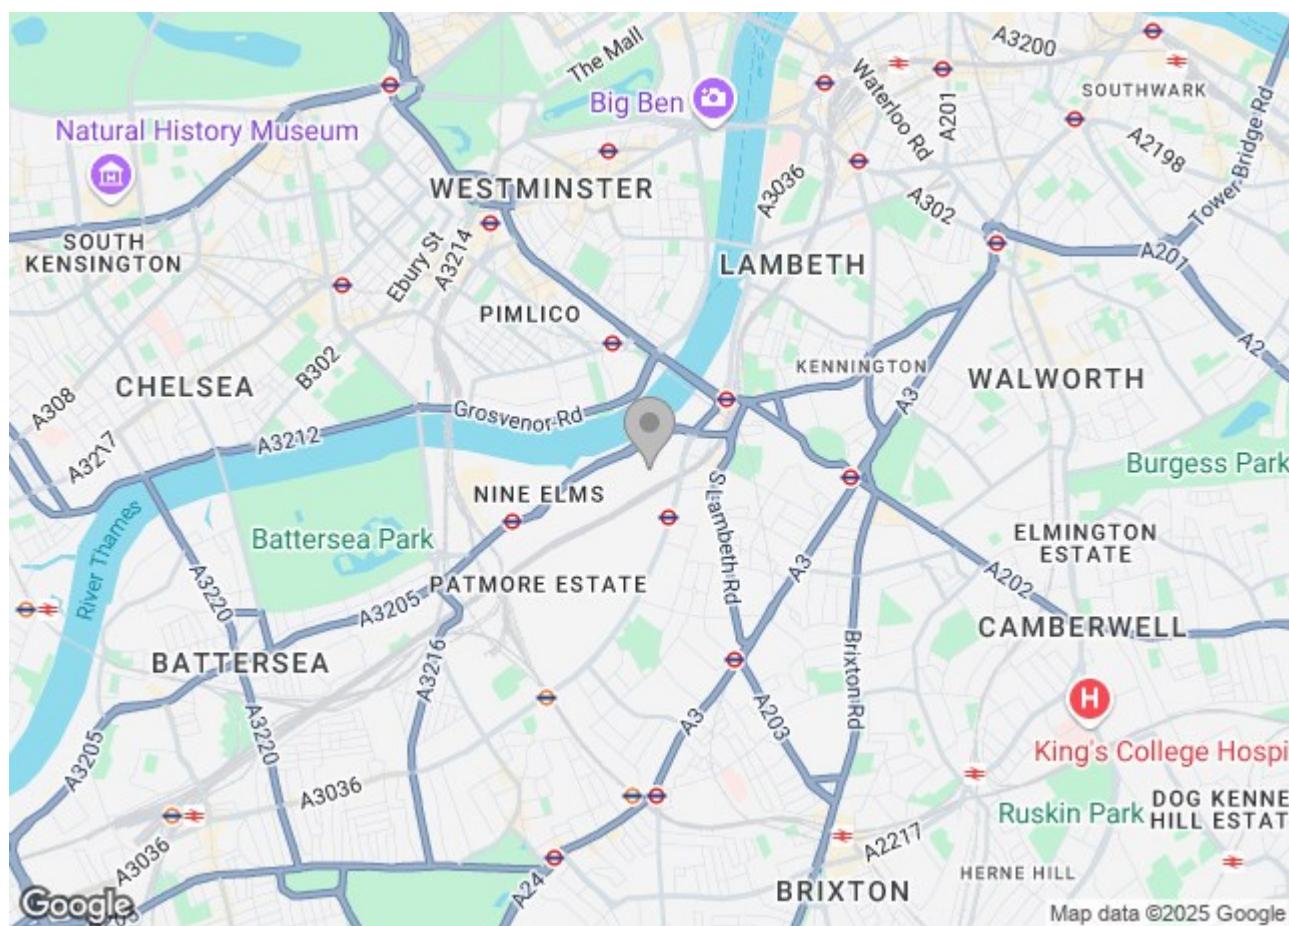 The Mall
A3200
Waterloo Rd
A201
SOUTHWARK
Big Ben
Natural History Museum
A3036
A2198
Tower Bridge Rd
WESTMINSTER
A302
SOUTH
KENSINGTON
Ebury St
A3214
LAMBETH
A201
PIMLICO
A2
B302
KENNINGTON
CHELSEA
WALWORTH
A308
Grosvenor Rd
A3
A3212
A3217
Burgess Park
NINE ELMS
S Lambeth Rd
River Thames
Battersea Park
ELMINGTON
ESTATE
A3220
PATMORE ESTATE
A3
A202
A3205
CAMBERWELL
BATTERSEA
A3216
Brixton Rd
H
A203
A3
A3220
King's College Hospi
A3205
A3036
Ruskin Park
DOG KENNE
HILL ESTAT
A3036
A2217
HERNE HILL
A24
BRIXTON
Google
Map data ©2025 Google